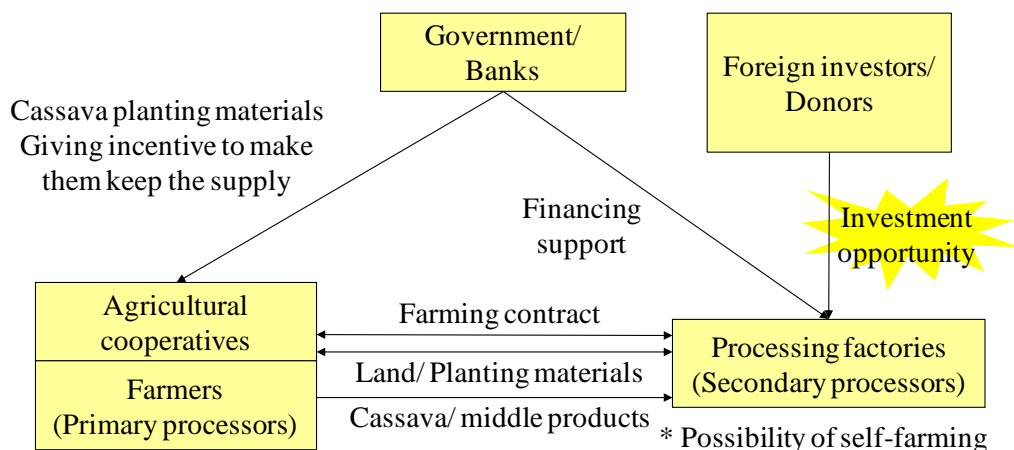 Government/
Banks
Foreign investors/
Donors
Cassava planting materials
Giving incentive to make
them keep the supply
Financing
support
Investment
opportunity
Agricultural
cooperatives
Farming contract
Processing factories
(Secondary processors)
Land/ Planting materials
Farmers
(Primary processors)
Cassava/ middle products
* Possibility of self-farming